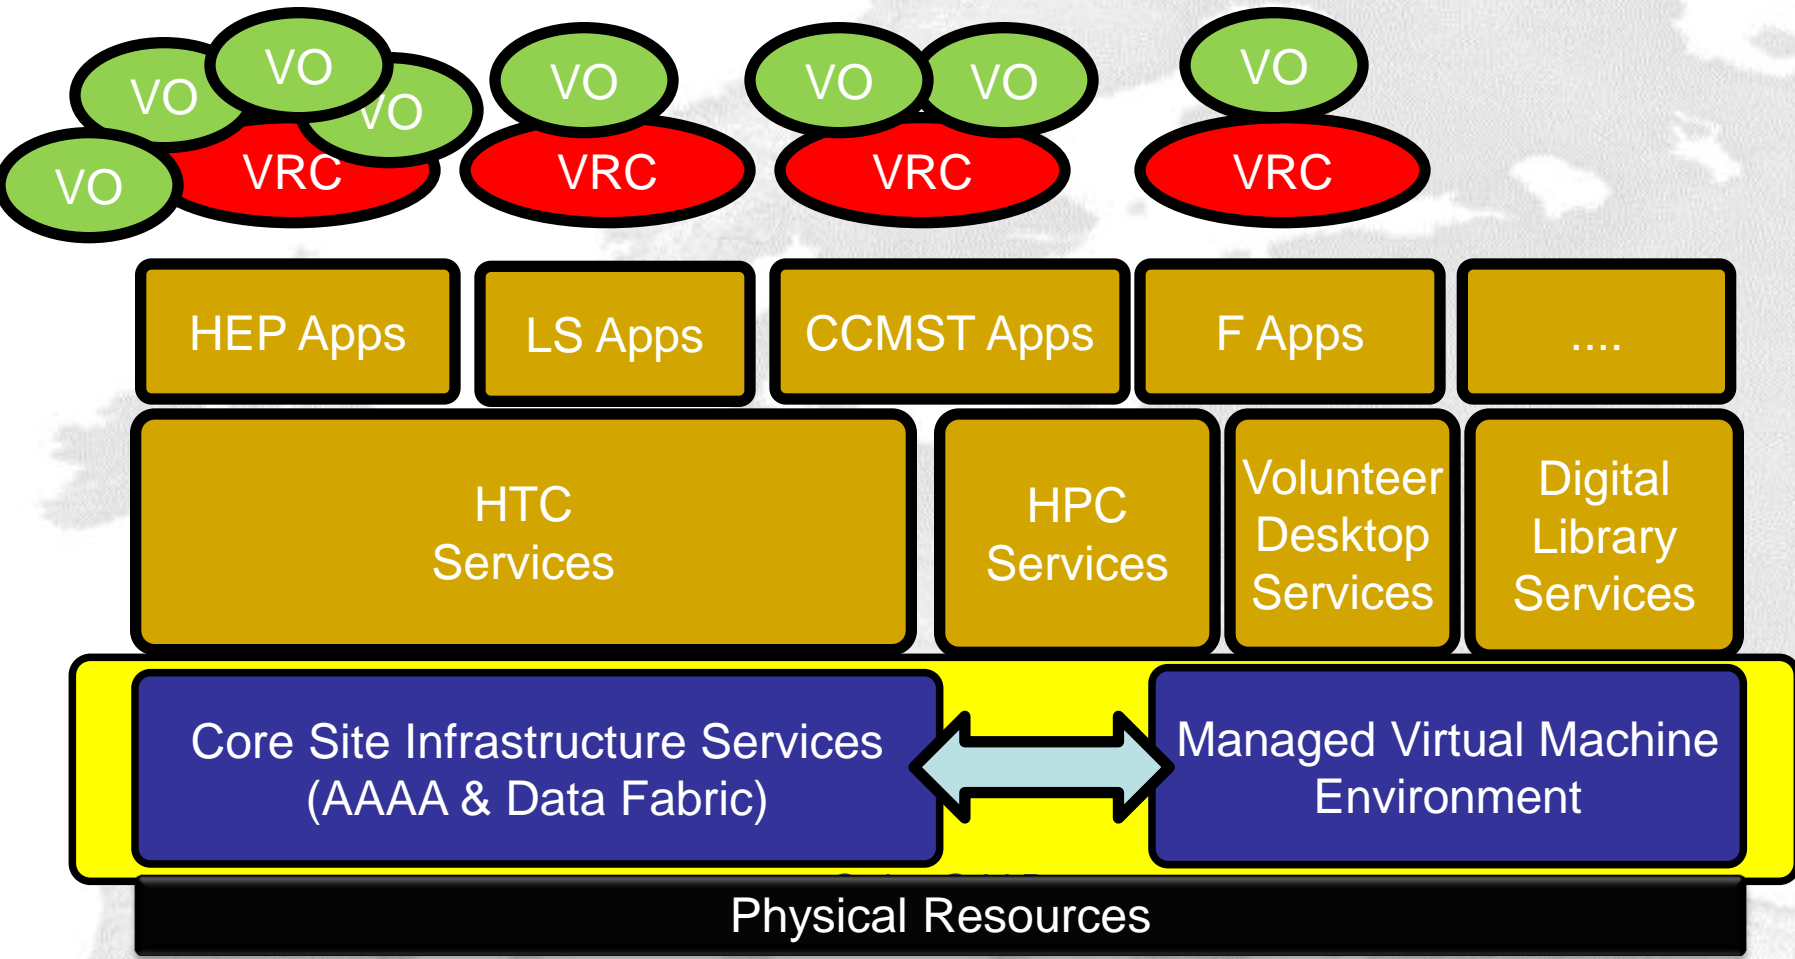 VO
VO
VO
VO
VRC
VO
VRC
VO
VO
VRC
VO
VRC
HEP Apps
LS Apps
CCMST Apps
F Apps
....
HTC
Services
HPC
Services
Volunteer
Desktop
Services
Digital
Library
Services
Core Site Infrastructure Services
(AAAA & Data Fabric)
Managed Virtual Machine
Environment
Physical Resources